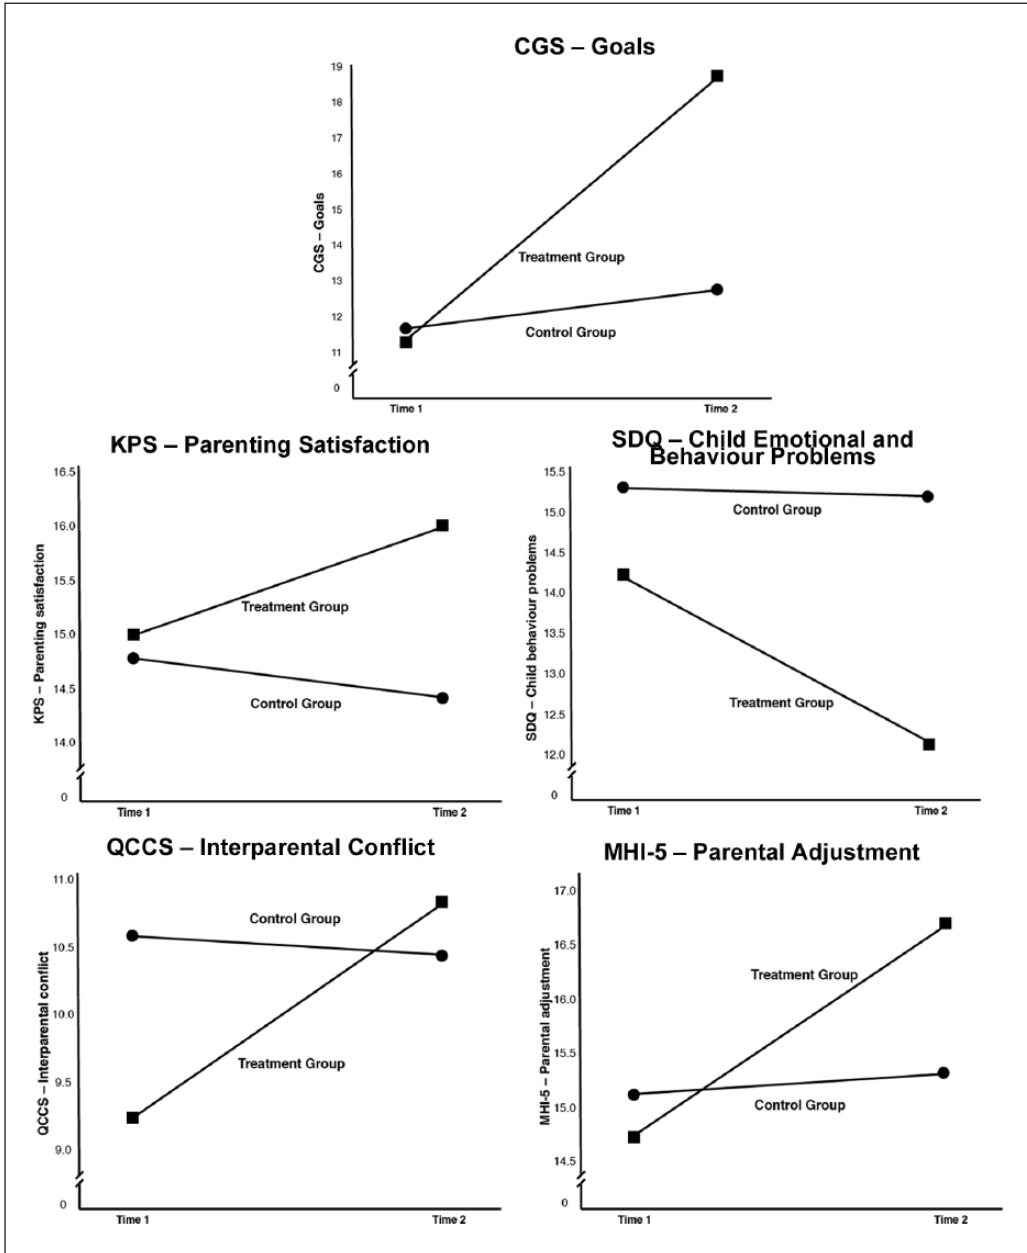 CGS – Goals
19
18
17
16
15
14
13
12
11
0
CGS – Goals
Treatment Group
Control Group
Time 1
Time 2
KPS – Parenting Satisfaction
16.5
16.0
15.5
15.0
14.5
14.0
0
KPS – Parenting satisfaction
Treatment Group
Control Group
Time 1
Time 2
SDQ – Child Emotional and
Behaviour Problems
15.5
15.0
14.5
14.0
13.5
13.0
12.5
12.0
0
SDQ – Child behaviour problems
Control Group
Treatment Group
Time 1
Time 2
QCCS – Interparental Conflict
11.0
10.5
10.0
9.5
9.0
0
QCCS – Interparental conflict
Control Group
Treatment Group
Time 1
Time 2
MHI-5 – Parental Adjustment
17.0
16.5
16.0
15.5
15.0
14.5
0
MHI-5 – Parental adjustment
Treatment Group
Control Group
Time 1
Time 2